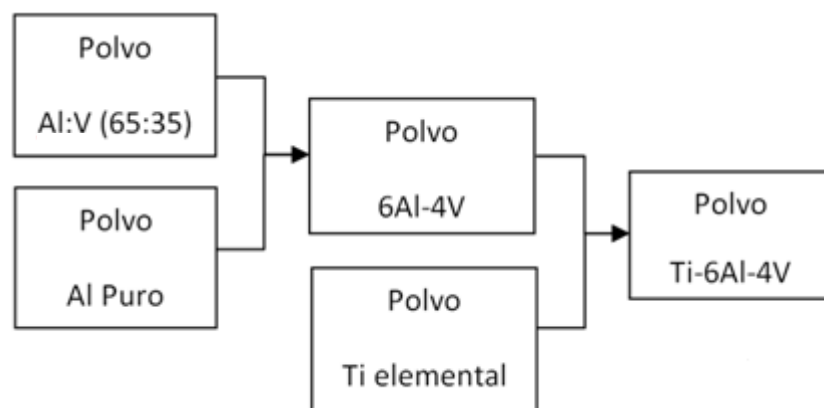 Polvo
Al:V (65:35)
Polvo
Al Puro
Polvo
6Al-4V
Polvo
Ti elemental
Polvo
Ti-6Al-4V